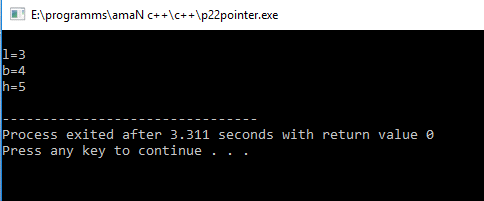 E:\programms\amaN c++\c++\p22pointer.exe
l=3
b=4
h=5
--------------------------------
Process exited after 3.311 seconds with return value 0
Press any key to continue . . .